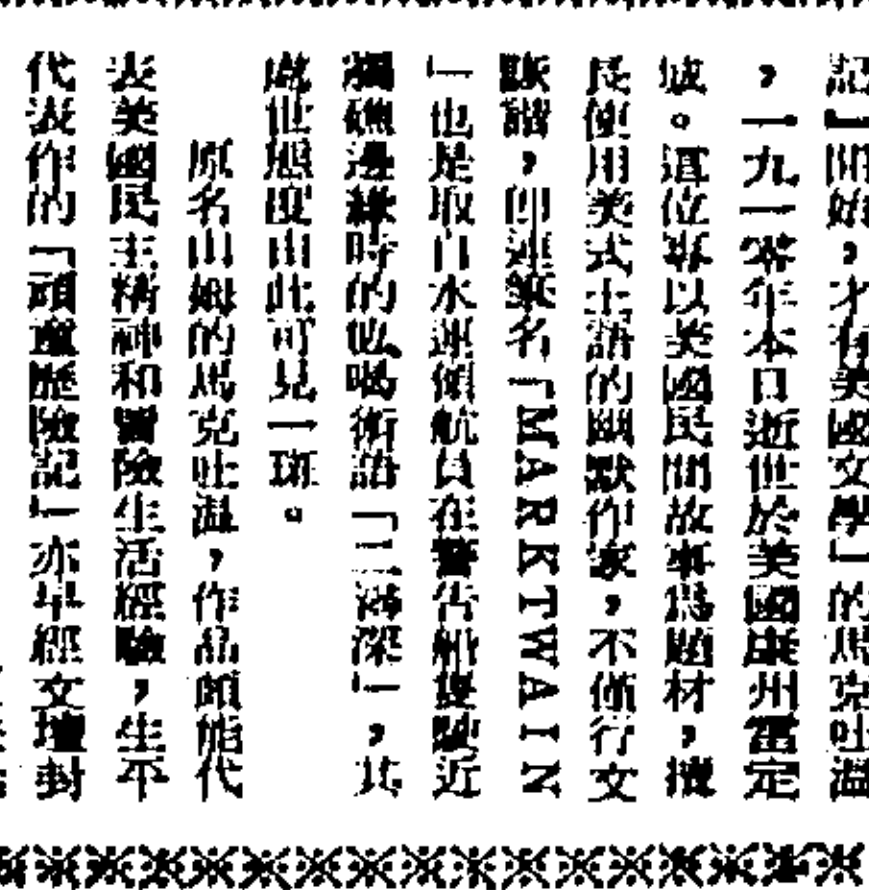 記』開始，才有美國文學」的馬克吐溫
，一九一零年本日逝世於美國康州雷定
城。這位專以美國民間故事爲題材，擅
長使用美式土語的幽默作家，不僅行文
詼諧，即連筆名「MARKTWAIN
」也是取自水運領航員在警告船隻駛近
擱礁邊緣時的吆喝術語「二潯深」，其
處世態度由此可見一斑。
原名山姆的馬克吐溫，作品頗能代
表美國民主精神和冒險生活經驗，生平
代表作的「頑童歷險記」亦早經文壇封